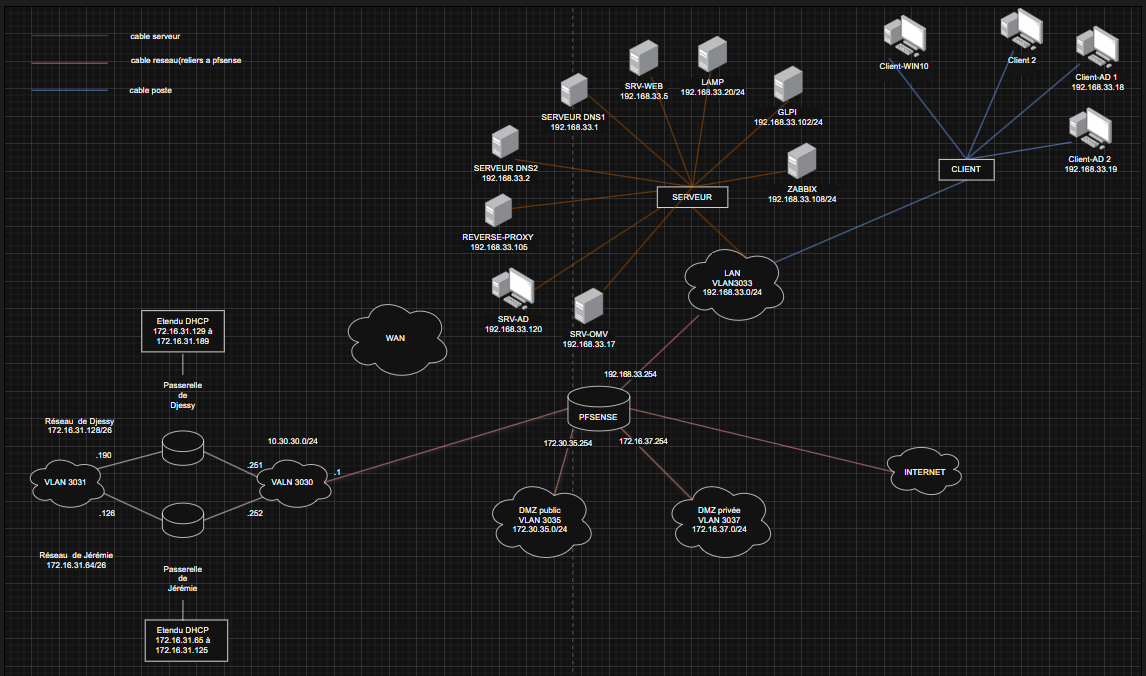 cable serveur
cable reseau(reliers a pfsense
cable poste
Client-WIN10
Client 2
Client-AD 1
192.168.33.18
Client-AD 2
192.168.33.19
CLIENT
SRV-WEB
192.168.33.5
LAMP
192.168.33.20/24
GLPI
192.168.33.102/24
SERVEUR DNS1
192.168.33.1
SERVEUR DNS2
192.168.33.2
ZABBIX
192.168.33.108/24
SERVEUR
REVERSE-PROXY
192.168.33.105
SRV-AD
192.168.33.120
SRV-OMV
192.168.33.17
LAN
VLAN3033
192.168.33.0/24
WAN
192.168.33.254
PFSENSE
172.30.35.254
172.16.37.254
INTERNET
DMZ public
VLAN 3035
172.30.35.0/24
DMZ privée
VLAN 3037
172.16.37.0/24
Etendu DHCP
172.16.31.129 à
172.16.31.189
Passerelle
de
Djessy
Réseau de Djessy
172.16.31.128/26
.190
10.30.30.0/24
.251
.1
VLAN 3031
VALN 3030
.126
.252
Réseau de Jérémie
172.16.31.64/26
Passerelle
de
Jérémie
Etendu DHCP
172.16.31.65 à
172.16.31.125